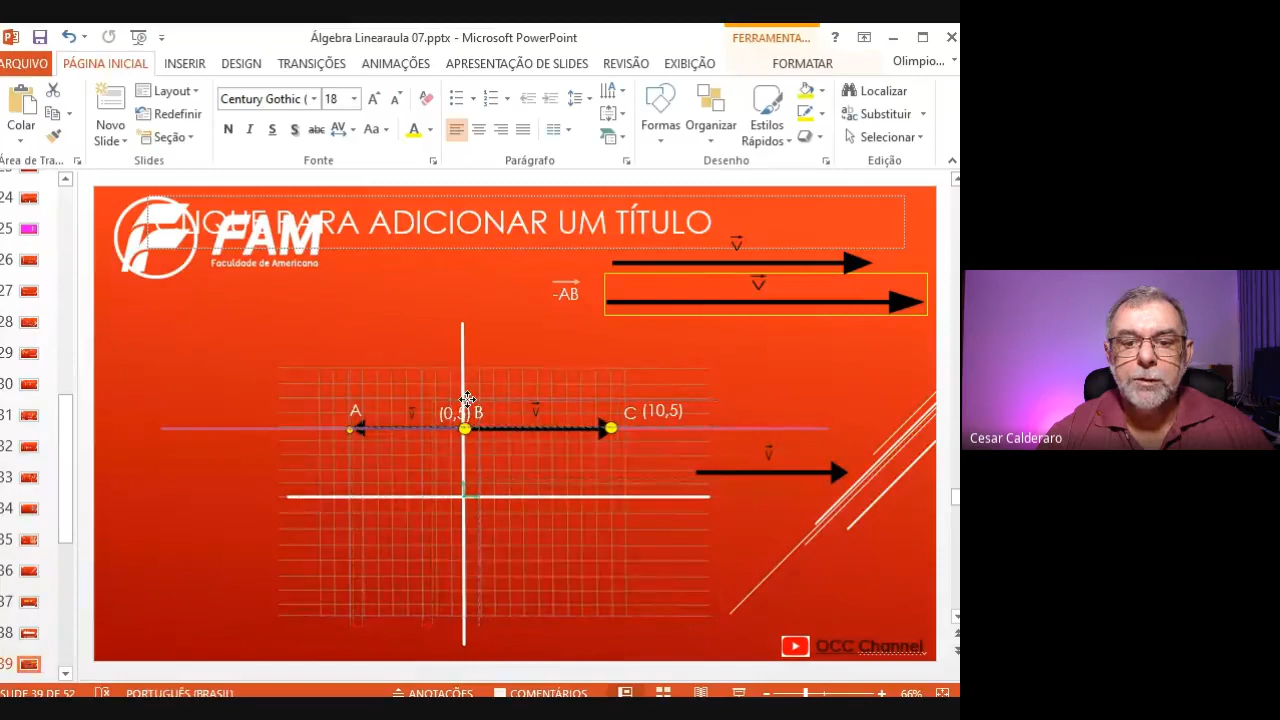 Álgebra Linearaula 07.pptx - Microsoft PowerPoint
FERRAMENTA...
?
ARQUIVO
PÁGINA INICIAL
INSERIR
DESIGN
TRANSIÇÕES
ANIMAÇÕES
APRESENTAÇÃO DE SLIDES
REVISÃO
EXIBIÇÃO
FORMATAR
Olimpio...
Colar
Novo
Slide
Layout
Redefinir
Seção
Century Gothic (
18
N I S S abc AV Aa A
Formas
Organizar
Estilos
Rápidos
Localizar
Substituir
Selecionar
Área de Tra...
Slides
Fonte
Parágrafo
Desenho
Edição
24
25
26
27
28
29
30
31
32
33
34
35
36
37
38
39
PARA ADICIONAR UM TÍTULO
FAM
Faculdade de Americana
V
V
-AB
A
V
(0,5) B
V
C (10,5)
V
OCC Channel
Cesar Calderaro
SLIDE 39 DE 52
PORTUGUÊS (BRASIL)
ANOTAÇÕES
COMENTÁRIOS
66%